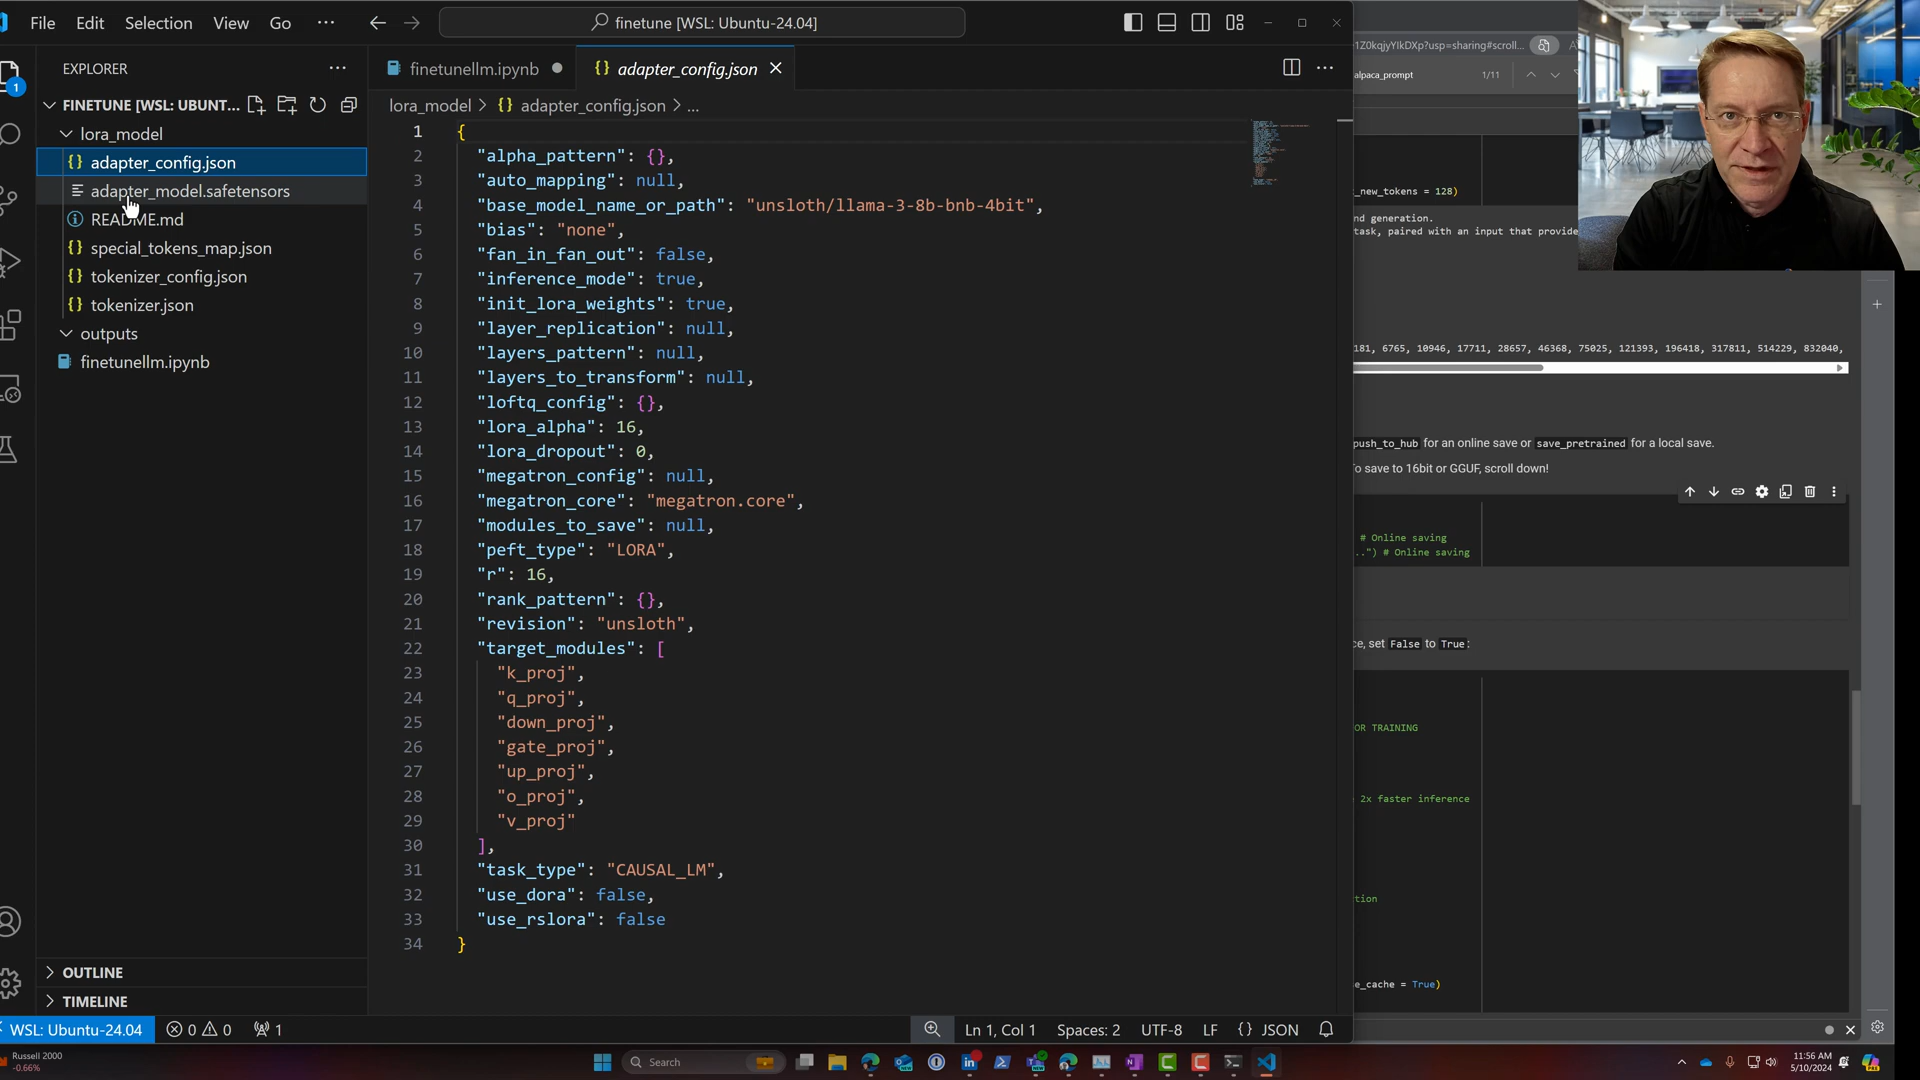 File Edit Selection View Go ···
finetune [WSL: Ubuntu-24.04]
EXPLORER ···
FINETUNE [WSL: UBUNT...
lora_model
adapter_config.json
adapter_model.safetensors
README.md
special_tokens_map.json
tokenizer_config.json
tokenizer.json
outputs
finetunellm.ipynb
OUTLINE
TIMELINE
1
finetunellm.ipynb
{} adapter_config.json
lora_model > {} adapter_config.json > ...
1 {
2 "alpha_pattern": {},
3 "auto_mapping": null,
4 "base_model_name_or_path": "unsloth/llama-3-8b-bnb-4bit",
5 "bias": "none",
6 "fan_in_fan_out": false,
7 "inference_mode": true,
8 "init_lora_weights": true,
9 "layer_replication": null,
10 "layers_pattern": null,
11 "layers_to_transform": null,
12 "loftq_config": {},
13 "lora_alpha": 16,
14 "lora_dropout": 0,
15 "megatron_config": null,
16 "megatron_core": "megatron.core",
17 "modules_to_save": null,
18 "peft_type": "LORA",
19 "r": 16,
20 "rank_pattern": {},
21 "revision": "unsloth",
22 "target_modules": [
23 "k_proj",
24 "q_proj",
25 "down_proj",
26 "gate_proj",
27 "up_proj",
28 "o_proj",
29 "v_proj"
30 ],
31 "task_type": "CAUSAL_LM",
32 "use_dora": false,
33 "use_rslora": false
34 }
1Z0kqjyYlkDXp?usp=sharing#scroll...
alpaca_prompt 1/11
_new_tokens = 128)
nd generation.
task, paired with an input that provide
181, 6765, 10946, 17711, 28657, 46368, 75025, 121393, 196418, 317811, 514229, 832040,
push_to_hub for an online save or save_pretrained for a local save.
To save to 16bit or GGUF, scroll down!
# Online saving
..") # Online saving
ce, set False to True:
OR TRAINING
2x faster inference
tion
e_cache = True)
WSL: Ubuntu-24.04 0 0 1 Ln 1, Col 1 Spaces: 2 UTF-8 LF {} JSON
Russell 2000
-0.66%
Search
11:56 AM
5/10/2024